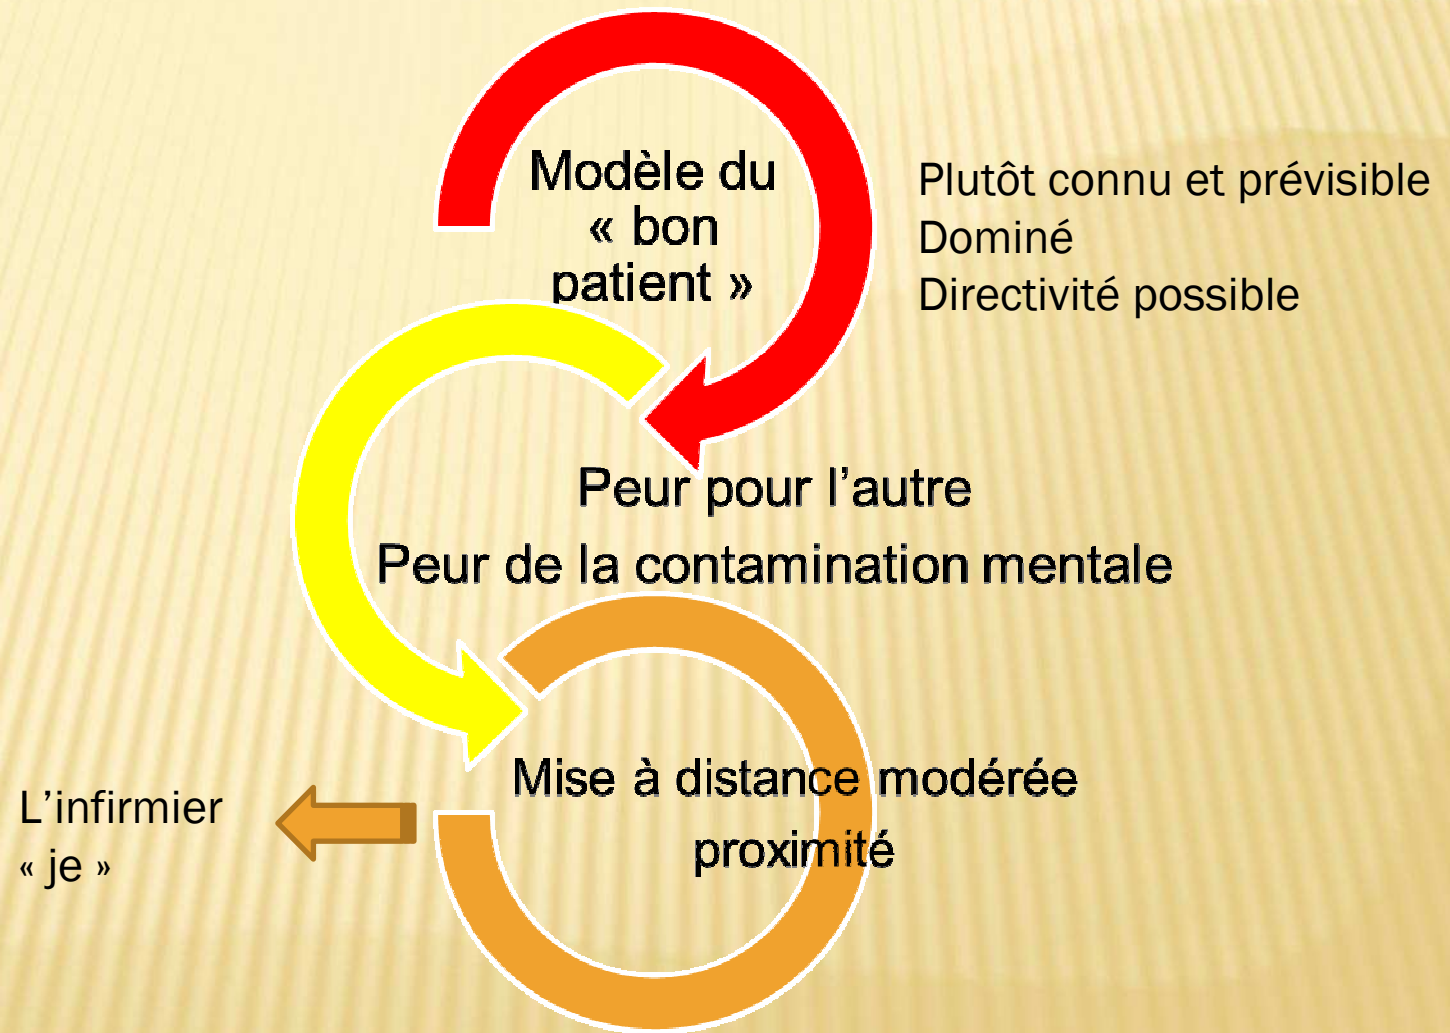 Modèle du
« bon
patient »
Plutôt connu et prévisible
Dominé
Directivité possible
Peur pour l’autre
Peur de la contamination mentale
Mise à distance modérée
proximité
L’infirmier
« je »